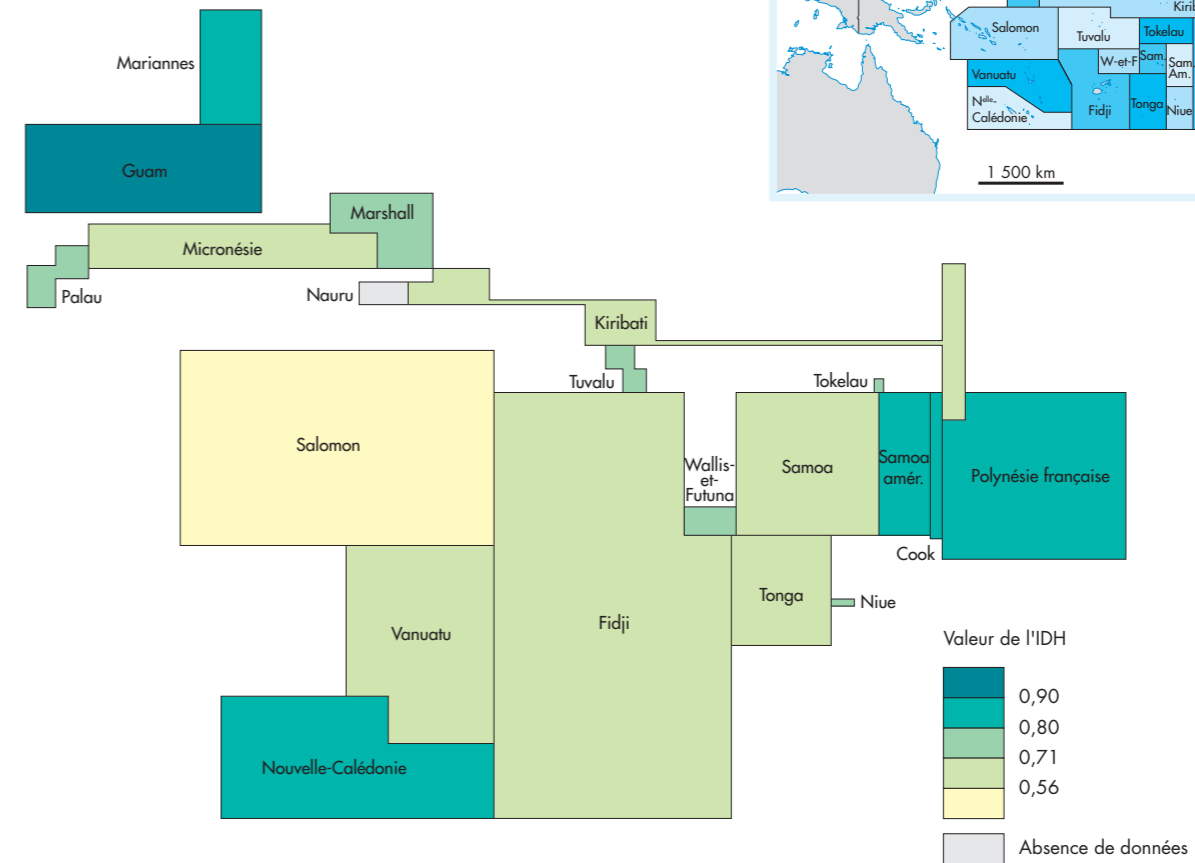 Mariannes
Guam
Marshall
Micronésie
Palau
Nauru
Kiribati
Tuvalu
Tokelau
Salomon
Wallis-
et-
Futuna
Samoa
Samoa
amér.
Polynésie française
Cook
Tonga
Niue
Vanuatu
Fidji
Nouvelle-Calédonie
Kiril
Salomon
Tuvalu
Tokelau
W-et-F
Sam.
Sam.
Am.
Vanuatu
Nelle-
Calédonie
Fidji
Tonga
Niue
1 500 km
Valeur de l'IDH
0,90
0,80
0,71
0,56
Absence de données